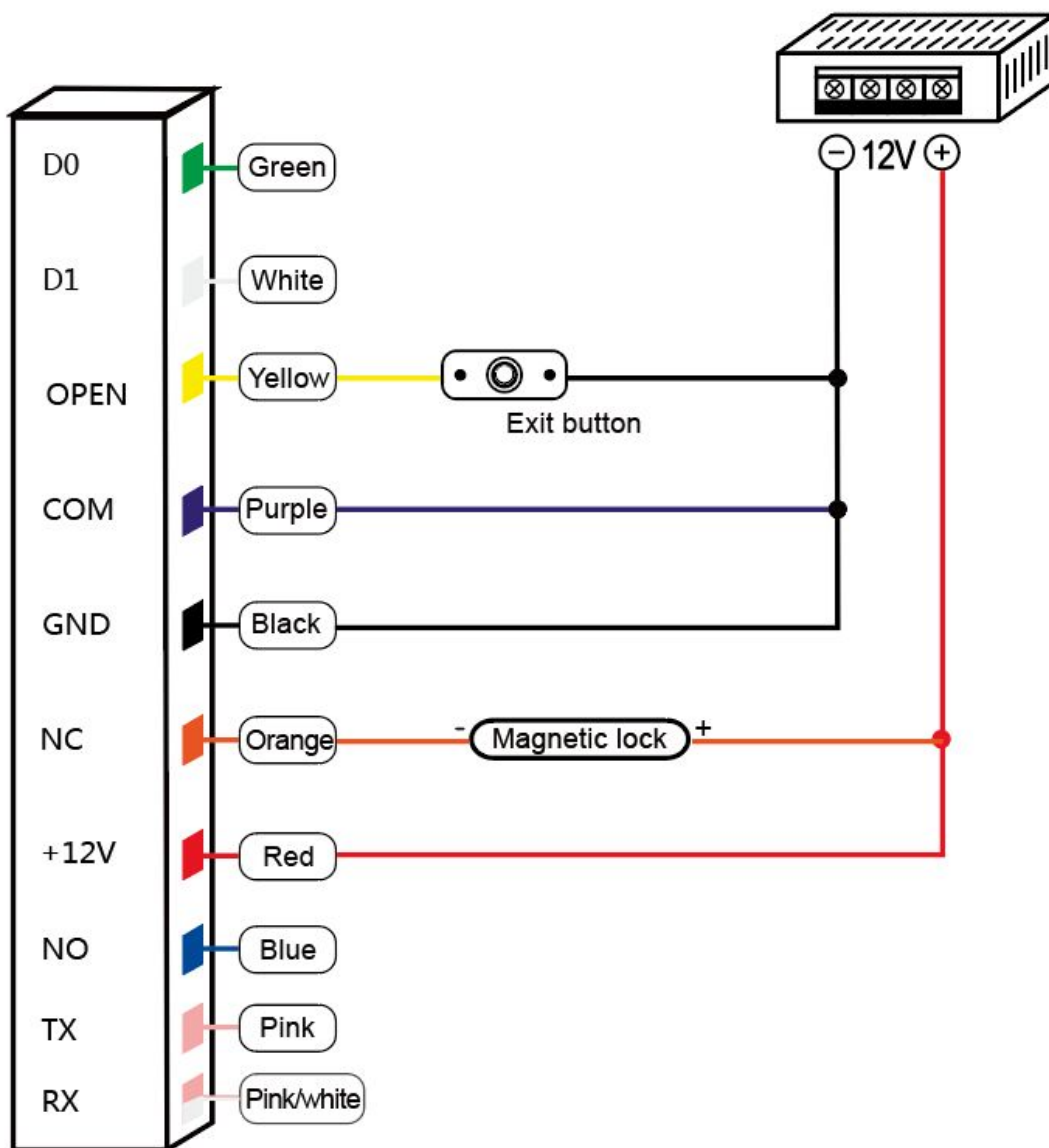 − 12V +
D0 Green
D1 White
OPEN Yellow
Exit button
COM Purple
GND Black
NC Orange - Magnetic lock +
+12V Red
NO Blue
TX Pink
RX Pink/white